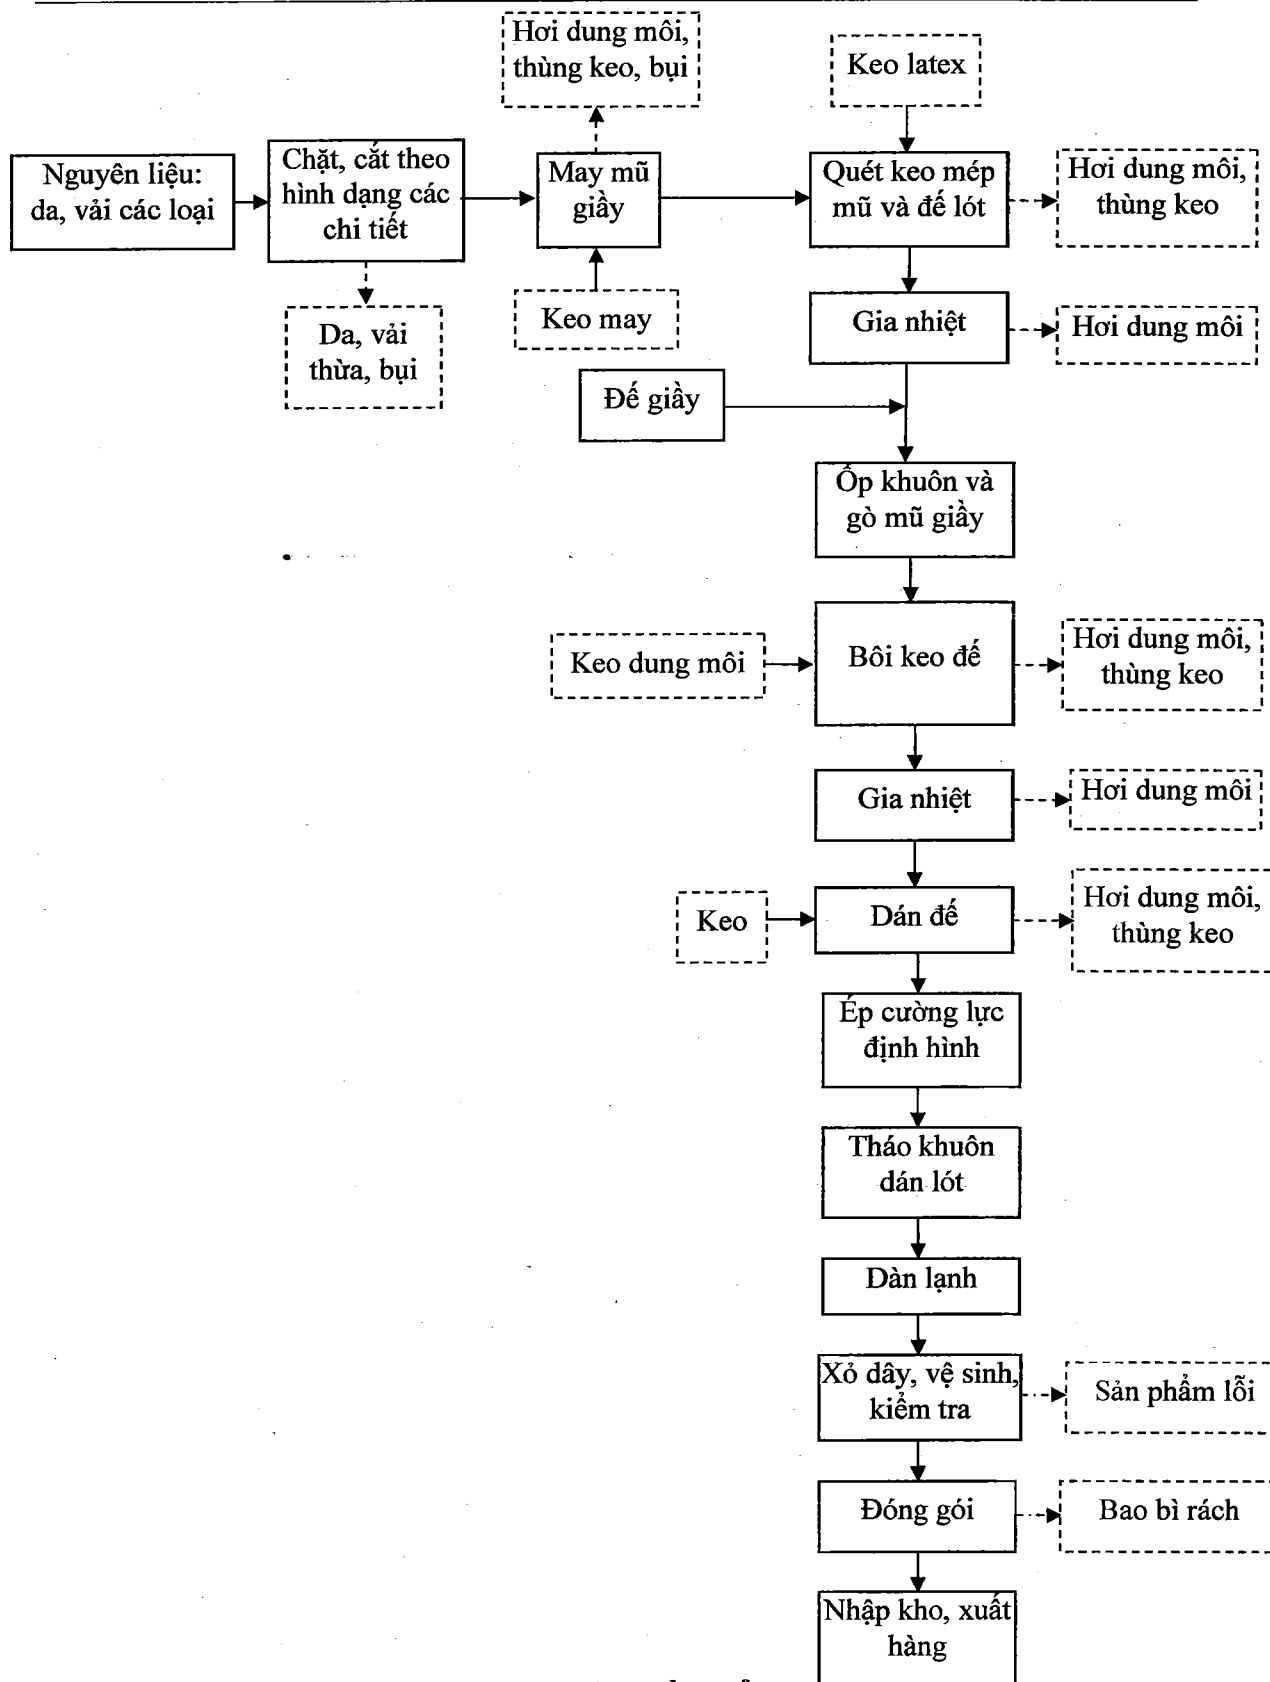 Hơi dung môi,
thùng keo, bụi
Keo latex
Nguyên liệu:
da, vải các loại
Chặt, cắt theo
hình dạng các
chi tiết
May mũ
giầy
Quét keo mép
mũ và đế lót
Hơi dung môi,
thùng keo
Da, vải
thừa, bụi
Keo may
Gia nhiệt
Hơi dung môi
Đế giầy
Ốp khuôn và
gò mũ giầy
Keo dung môi
Bôi keo đế
Hơi dung môi,
thùng keo
Gia nhiệt
Hơi dung môi
Keo
Dán đế
Hơi dung môi,
thùng keo
Ép cường lực
định hình
Tháo khuôn
dán lót
Dàn lạnh
Xỏ dây, vệ sinh,
kiểm tra
Sản phẩm lỗi
Đóng gói
Bao bì rách
Nhập kho, xuất
hàng